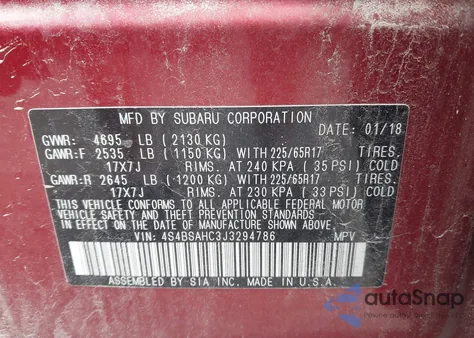 MFD BY SUBARU CORPORATION
DATE: 01/18
GVWR: 4695 LB (2130 KG)
GAWR:F 2535 LB (1150 KG) WITH 225/65R17 TIRES.
17X7J RIMS. AT 240 KPA (35 PSI) COLD
GAWR:R 2645 LB (1200 KG) WITH 225/65R17 TIRES.
17X7J RIMS. AT 230 KPA (33 PSI) COLD
THIS VEHICLE CONFORMS TO ALL APPLICABLE FEDERAL MOTOR
VEHICLE SAFETY, BUMPER, AND THEFT PREVENTION STANDARDS
IN EFFECT ON THE DATE OF MANUFACTURE SHOWN ABOVE.
VIN: 4S4BSAHC3J3294786 MPV
ASSEMBLED BY SIA INC. MADE IN U.S.A.
autoSnap